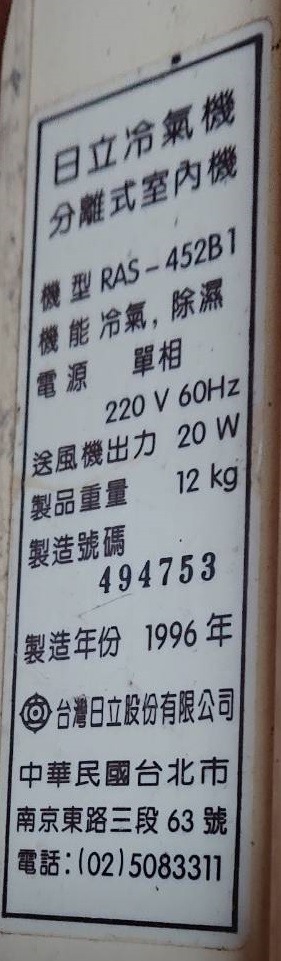 日立冷氣機
分離式室內機
機型 RAS-452B1
機能 冷氣, 除濕
電源 單相
220 V 60Hz
送風機出力 20 W
製品重量 12 kg
製造號碼
494753
製造年份 1996 年
台灣日立股份有限公司
中華民國台北市
南京東路三段 63 號
電話:(02)5083311